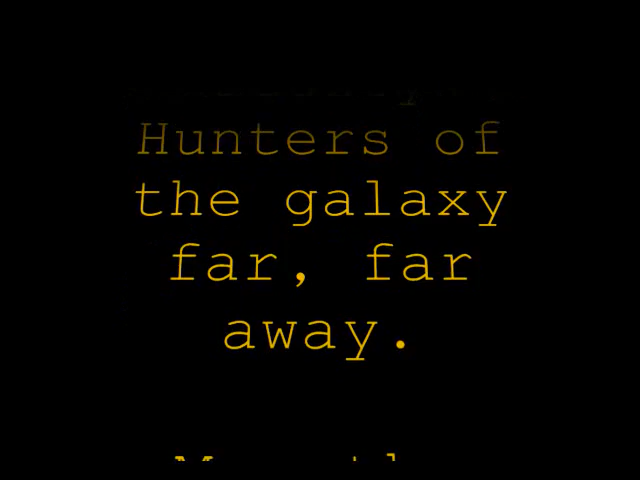 Hunters of
the galaxy
far, far
away.